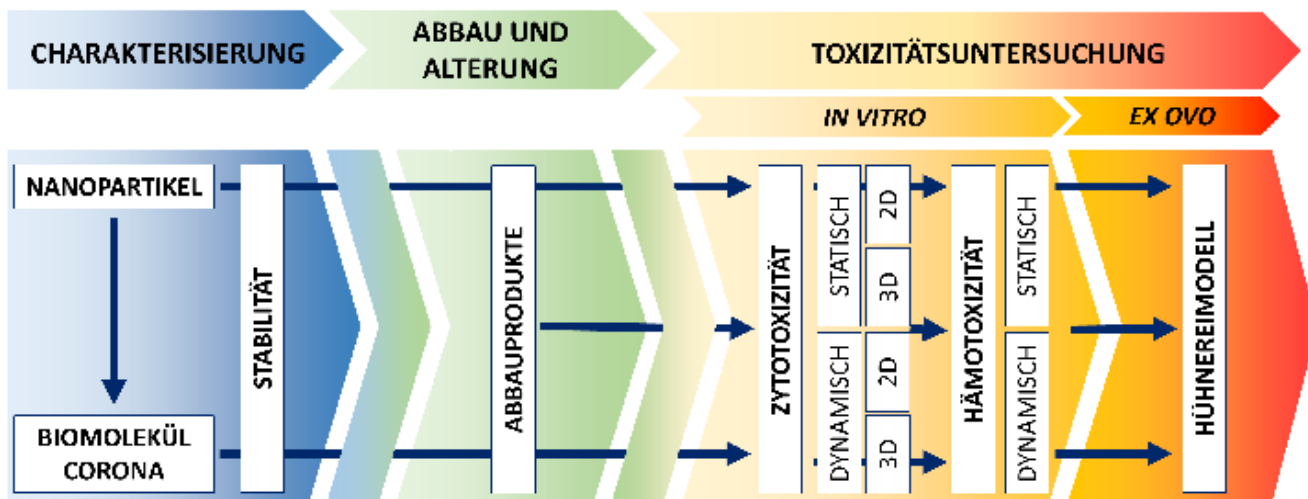 CHARAKTERISIERUNG
ABBAU UND
ALTERUNG
TOXIZITÄTSUNTERSUCHUNG
IN VITRO
EX OVO
NANOPARTIKEL
BIOMOLEKÜL
CORONA
STABILITÄT
ABBAUPRODUKTE
ZYTOTOXIZITÄT
STATISCH
2D
3D
DYNAMISCH
2D
3D
HÄMOTOXIZITÄT
STATISCH
DYNAMISCH
HÜHNEREIMODELL